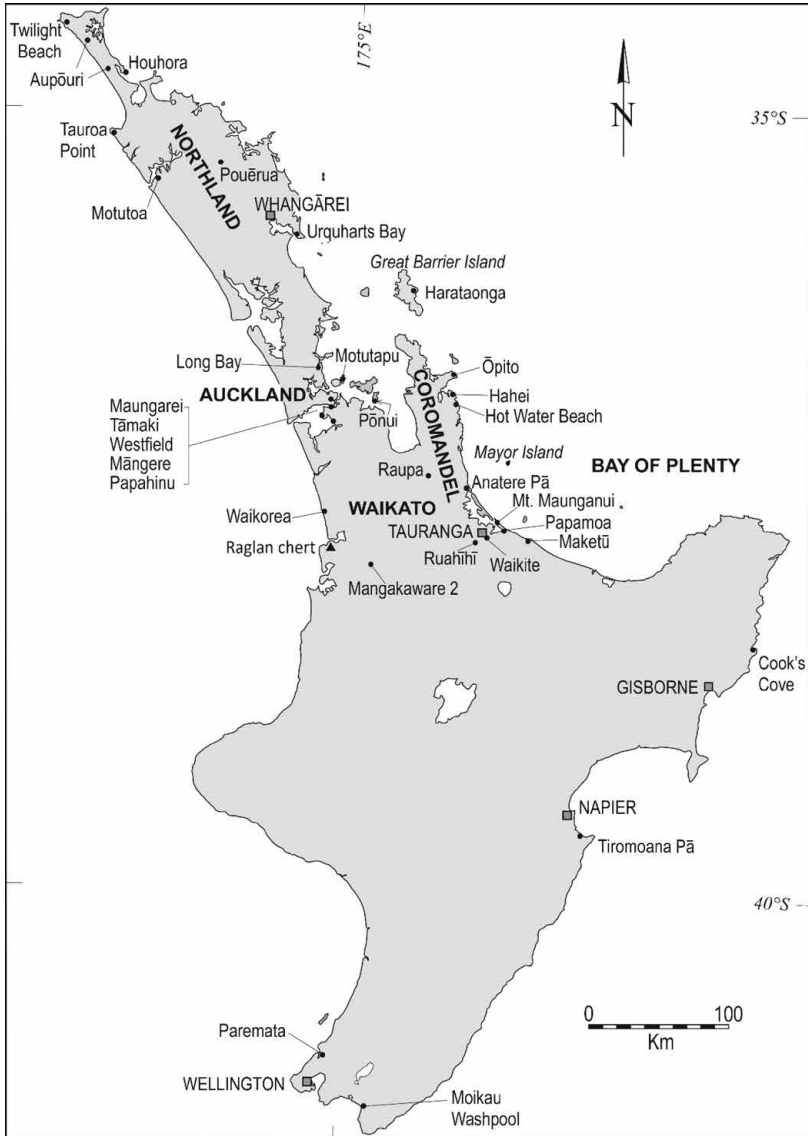 Twilight
Beach
Aupōuri
Houhora
175°E
35°S
N
Tauroa
Point
NORTHLAND
Pouērua
Motutoa
WHANGĀREI
Urquharts Bay
Great Barrier Island
Harataonga
Long Bay
Motutapu
Ōpito
AUCKLAND
COROMANDEL
Hahei
Hot Water Beach
Maungarei
Tāmaki
Westfield
Māngere
Papahinu
Pōnui
Mayor Island
BAY OF PLENTY
Raupa
Anatere Pā
Waikorea
WAIKATO
Mt. Maunganui
TAURANGA
Papamoa
Maketū
Raglan chert
Ruahīhī
Waikite
Mangakaware 2
Cook's
Cove
GISBORNE
NAPIER
Tiromoana Pā
40°S
0
100
Km
Paremata
WELLINGTON
Moikau
Washpool